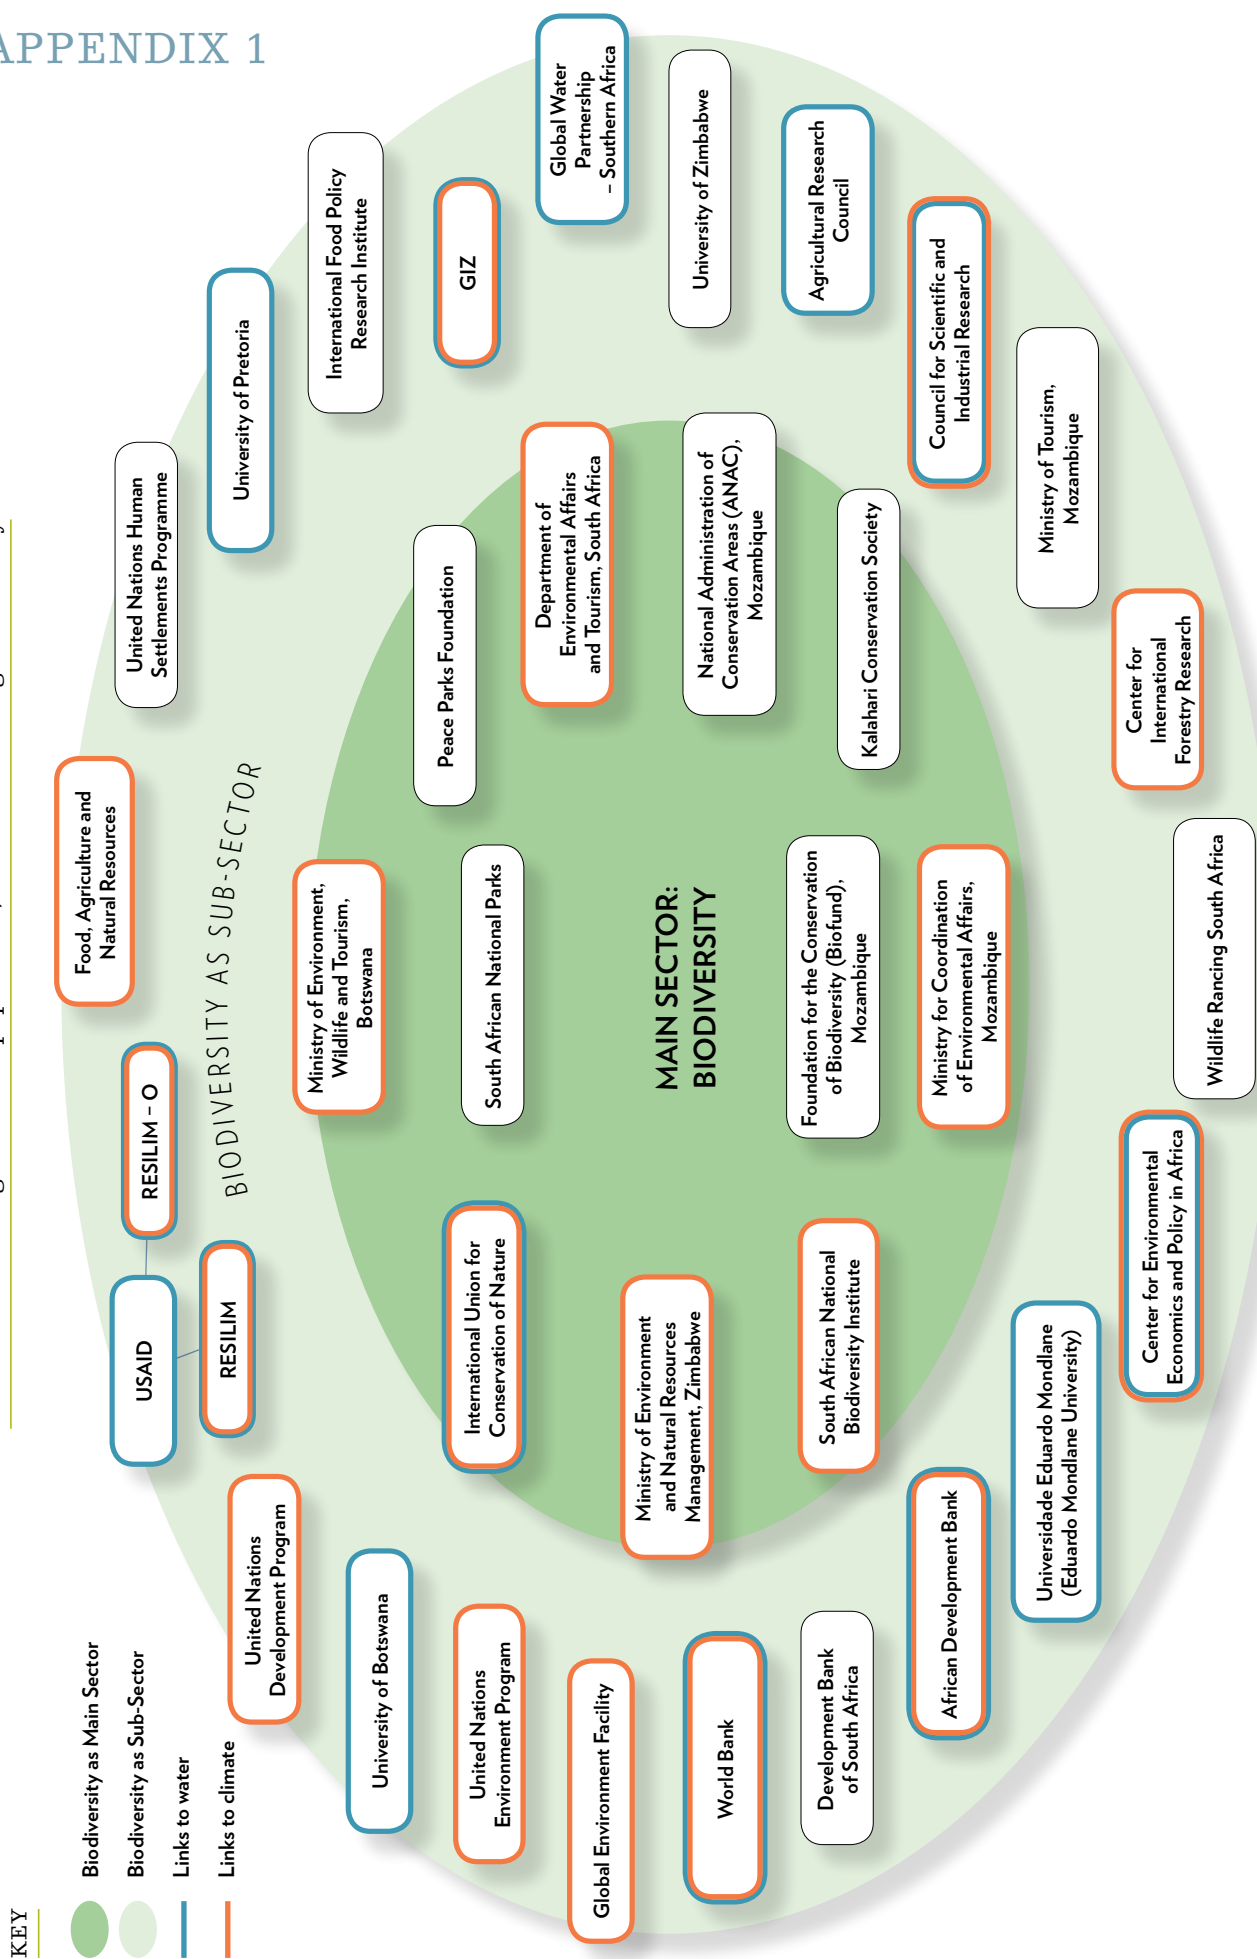 APPENDIX 1
KEY
Biodiversity as Main Sector
Biodiversity as Sub-Sector
Links to water
Links to climate
BIODIVERSITY AS SUB-SECTOR
USAID
RESILIM – O
RESILIM
Food, Agriculture and
Natural Resources
United Nations Human
Settlements Programme
University of Pretoria
International Food Policy
Research Institute
GIZ
Global Water
Partnership
– Southern Africa
University of Zimbabwe
Agricultural Research
Council
Council for Scientific and
Industrial Research
Ministry of Tourism,
Mozambique
Center for
International
Forestry Research
Wildlife Rancing South Africa
Center for Environmental
Economics and Policy in Africa
Universidade Eduardo Mondlane
(Eduardo Mondlane University)
African Development Bank
Development Bank
of South Africa
World Bank
Global Environment Facility
United Nations
Environment Program
University of Botswana
United Nations
Development Program
MAIN SECTOR:
BIODIVERSITY
Ministry of Environment,
Wildlife and Tourism,
Botswana
South African National Parks
Peace Parks Foundation
Department of
Environmental Affairs
and Tourism, South Africa
National Administration of
Conservation Areas (ANAC),
Mozambique
Kalahari Conservation Society
Foundation for the Conservation
of Biodiversity (Biofund),
Mozambique
Ministry for Coordination
of Environmental Affairs,
Mozambique
South African National
Biodiversity Institute
Ministry of Environment
and Natural Resources
Management, Zimbabwe
International Union for
Conservation of Nature